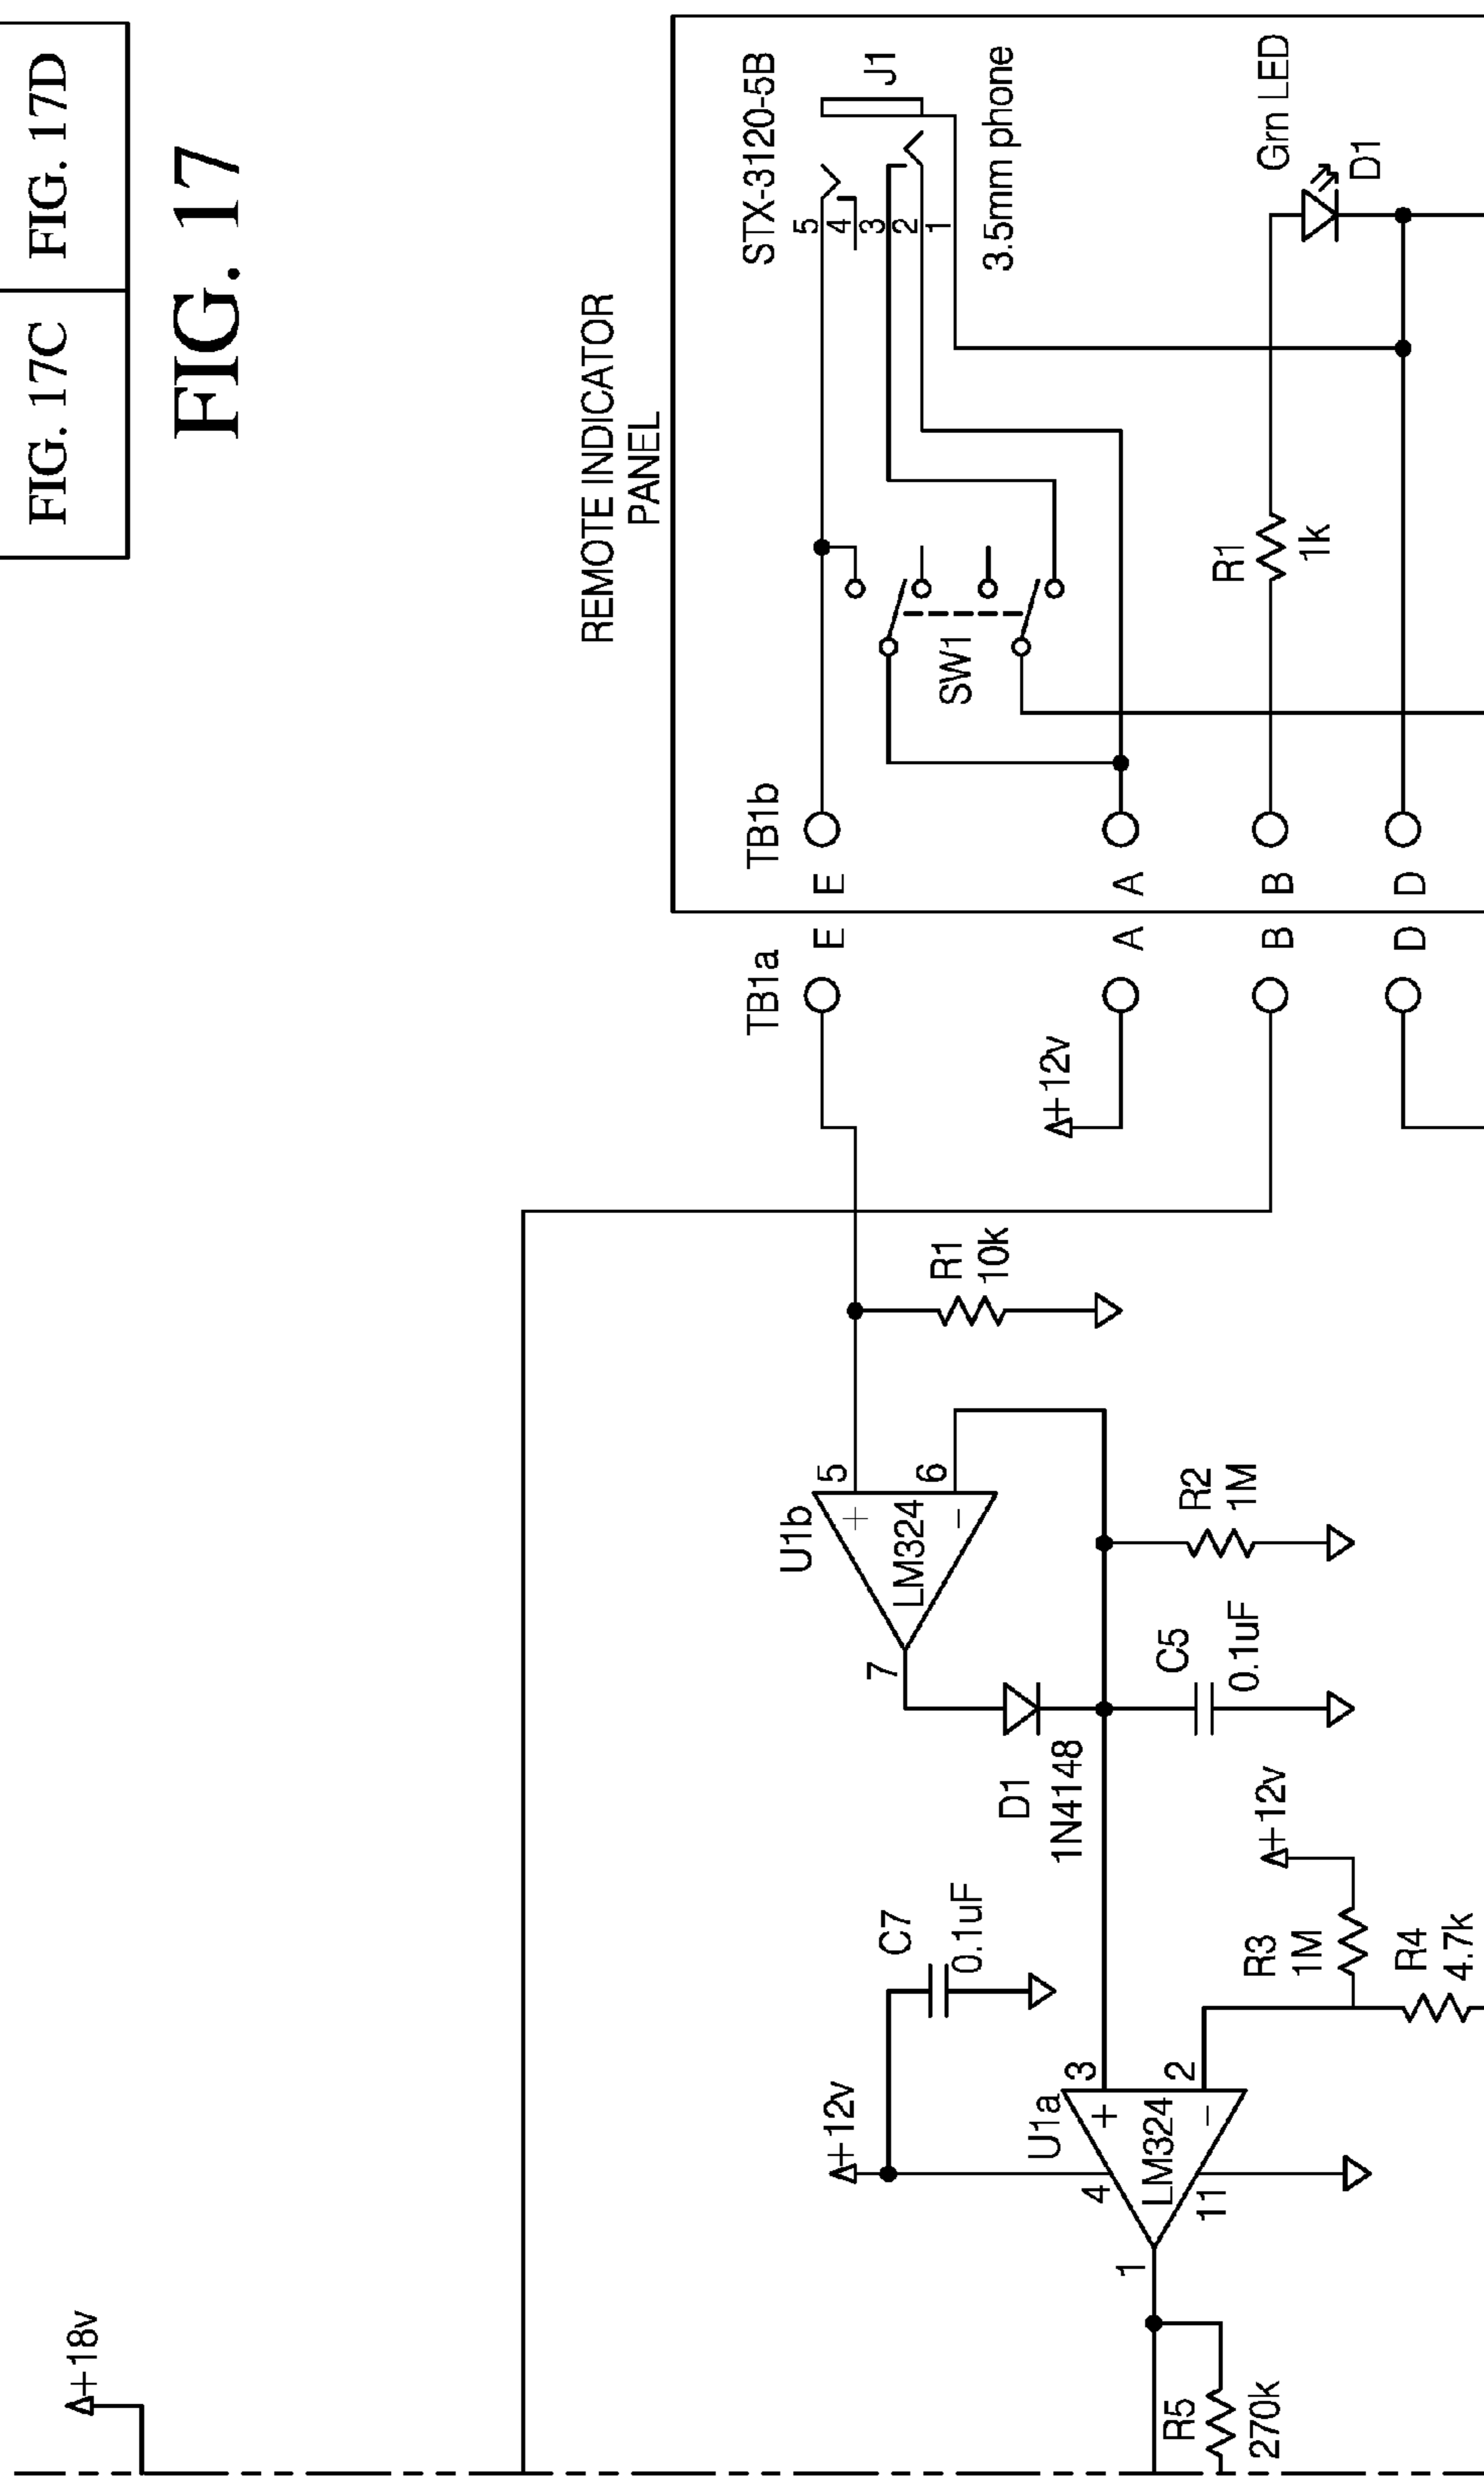 FIG. 17C
FIG. 17D
FIG. 17
+18v
REMOTE INDICATOR
PANEL
STX-3120-5B
J1
5
4
3
2
1
3.5mm phone
SW1
Grn LED
D1
R1
1k
TB1a
TB1b
E
E
A
A
B
B
D
D
+12v
R1
10k
U1b
5
6
7
+
−
LM324
R2
1M
C5
0.1uF
D1
1N4148
C7
0.1uF
+12v
+12v
R3
1M
R4
4.7k
U1a
3
2
4
11
1
+
−
LM324
R5
270k